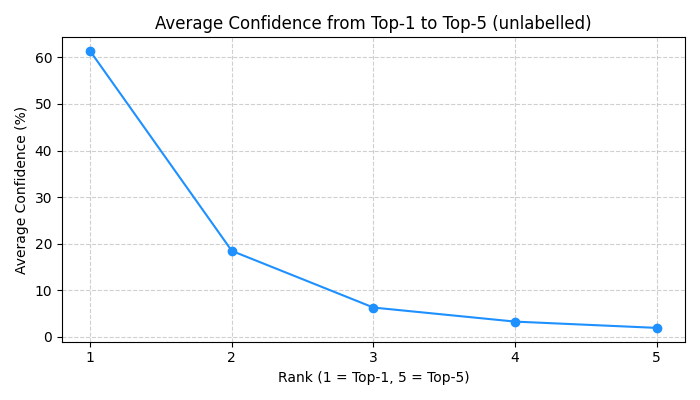 Average Confidence from Top-1 to Top-5 (unlabelled)
Average Confidence (%)
60
50
40
30
20
10
0
1 2 3 4 5
Rank (1 = Top-1, 5 = Top-5)